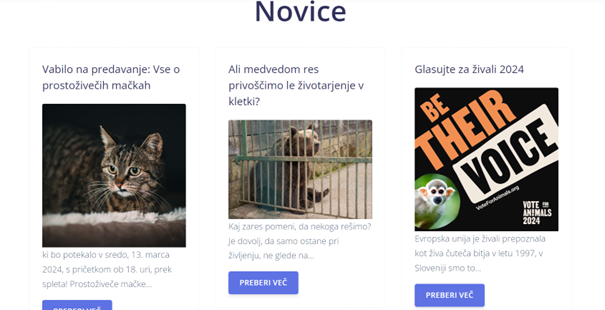 Novice
Vabilo na predavanje: Vse o
prostoživečih mačkah
ki bo potekalo v sredo, 13. marca
2024, s pričetkom ob 18. uri, prek
spleta! Prostoživeče mačke...
PREBERI VEČ
Ali medvedom res
privoščimo le životarjenje v
kletki?
Kaj zares pomeni, da nekoga rešimo?
Je dovolj, da samo ostane pri
življenju, ne glede na...
PREBERI VEČ
Glasujte za živali 2024
BE
THEIR
VOICE
VoteForAnimals.org
VOTE FOR
ANIMALS
2024
Evropska unija je živali prepoznala
kot živa čuteča bitja v letu 1997, v
Sloveniji smo to...
PREBERI VEČ